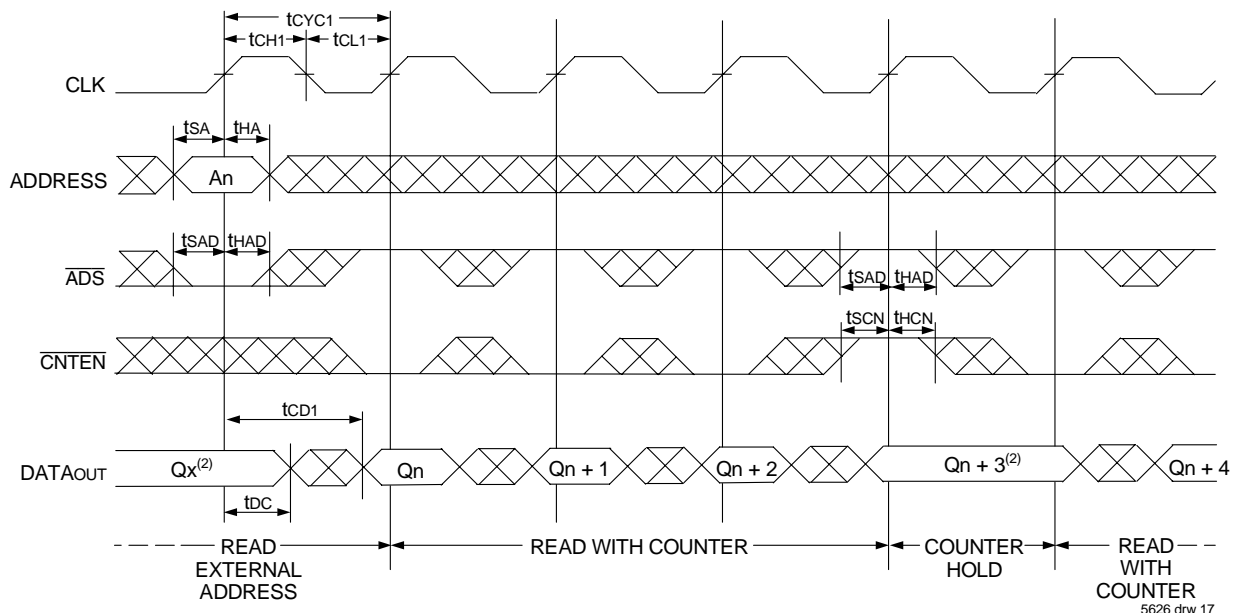 tCYC1
tCH1 tCL1
CLK
tSA tHA
ADDRESS An
tSAD tHAD
ADS
tSAD tHAD
tSCN tHCN
CNTEN
tCD1
DATAOUT Qx(2) Qn Qn + 1 Qn + 2 Qn + 3(2) Qn + 4
tDC
READ EXTERNAL ADDRESS
READ WITH COUNTER
COUNTER HOLD
READ WITH COUNTER
5626 drw 17